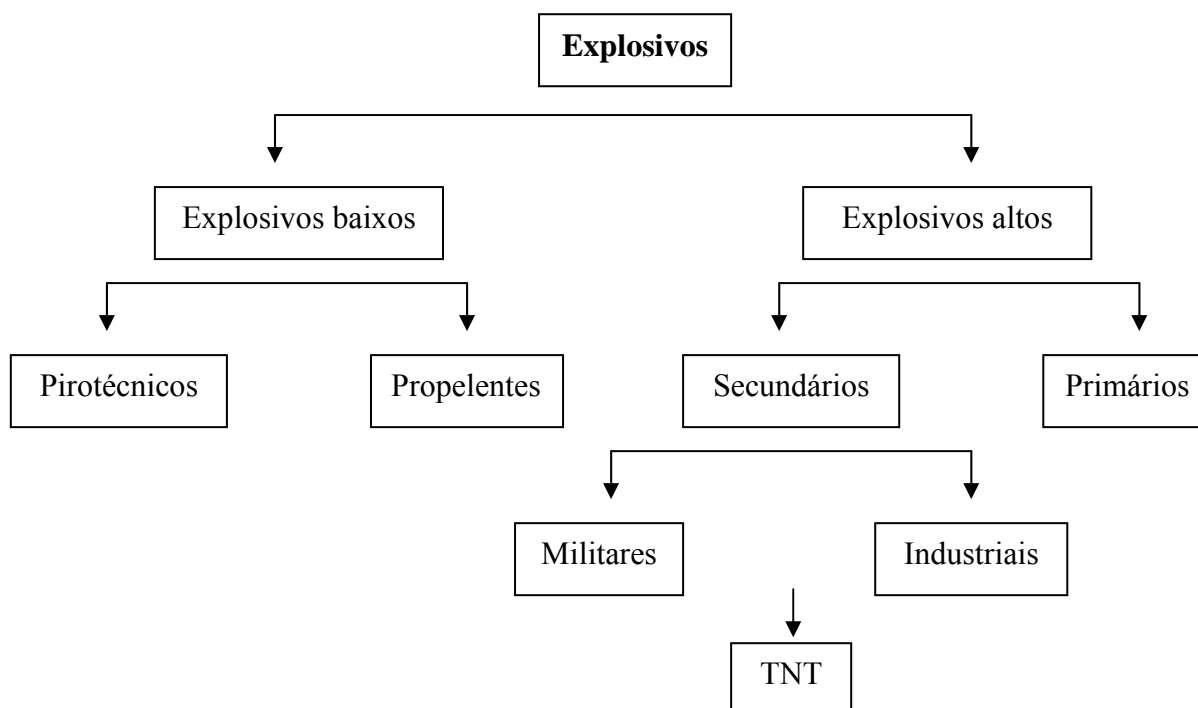 Explosivos
Explosivos baixos
Explosivos altos
Pirotécnicos
Propelentes
Secundários
Primários
Militares
Industriais
TNT